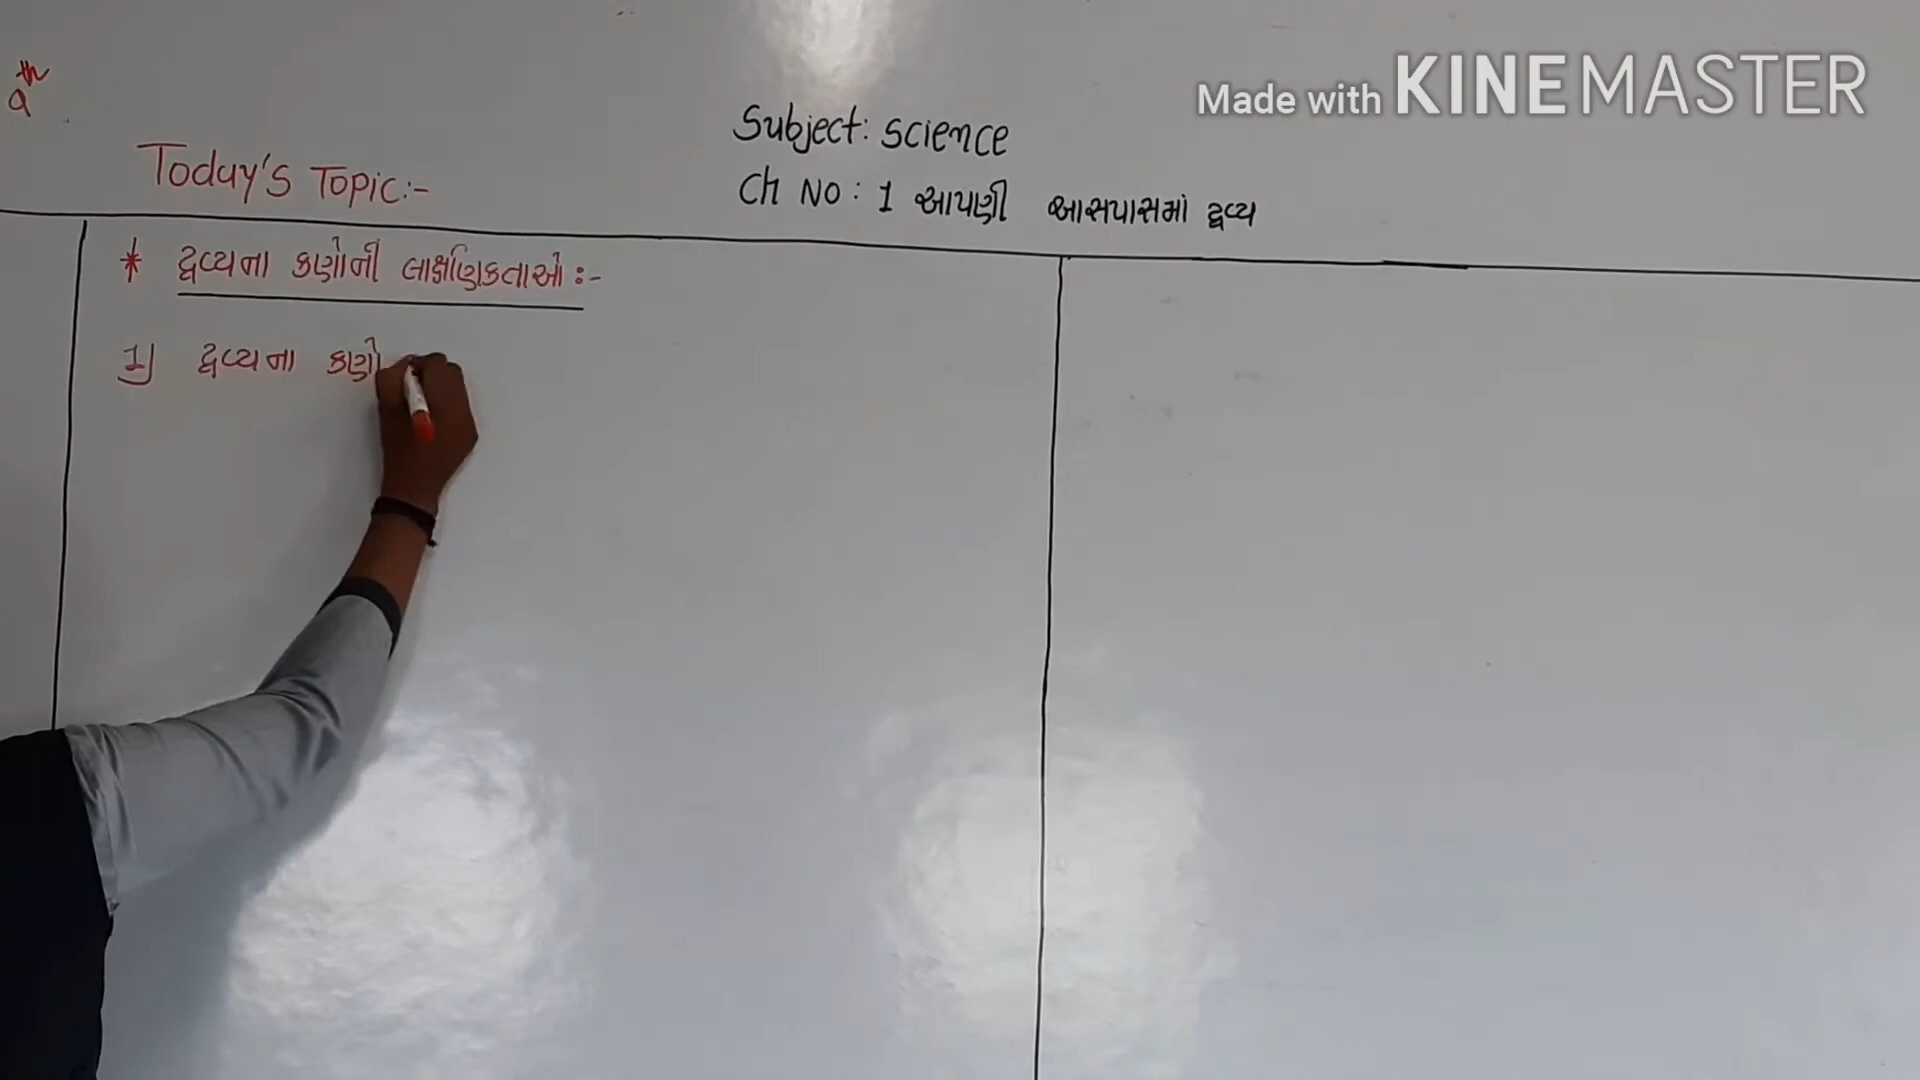 9th
Made with KINEMASTER
Subject: Science
Ch No: 1 આપણી આસપાસમાં દ્રવ્ય
Today's Topic:-
* દ્રવ્યના કણોની લાક્ષણિકતાઓ :-
1) દ્રવ્યના કણો